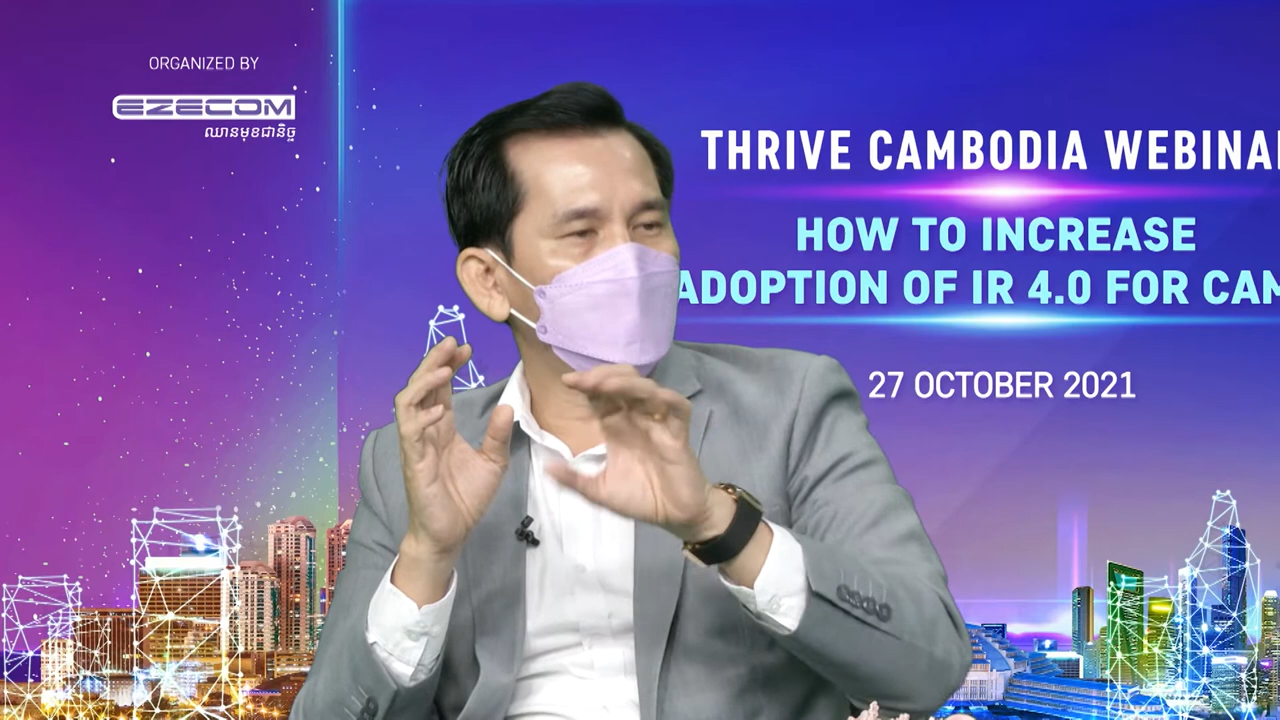 ORGANIZED BY
EZECOM
ឈានមុខជានិច្ច
THRIVE CAMBODIA WEBINA
HOW TO INCREASE
ADOPTION OF IR 4.0 FOR CAM
27 OCTOBER 2021